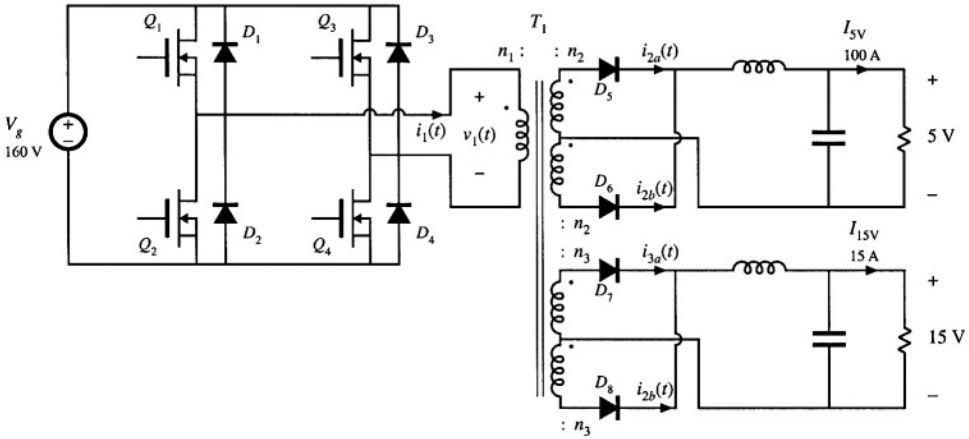 Q1
D1
Q3
D3
T1
n1 :
: n2
i2a(t)
I5V
100 A
D5
+
Vg
160 V
+
−
i1(t)
+
v1(t)
−
5 V
D6
i2b(t)
−
Q2
D2
Q4
D4
: n2
: n3
i3a(t)
I15V
15 A
D7
+
15 V
D8
i2b(t)
−
: n3